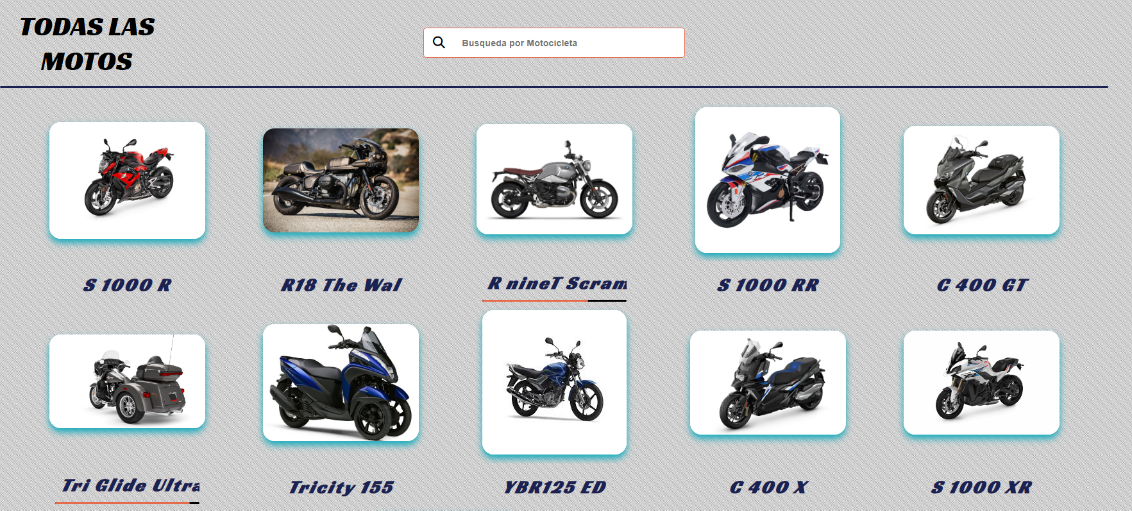 TODAS LAS
MOTOS
Busqueda por Motocicleta
S 1000 R
R18 The Wal
R nineT Scram
S 1000 RR
C 400 GT
Tri Glide Ultra
Tricity 155
YBR125 ED
C 400 X
S 1000 XR